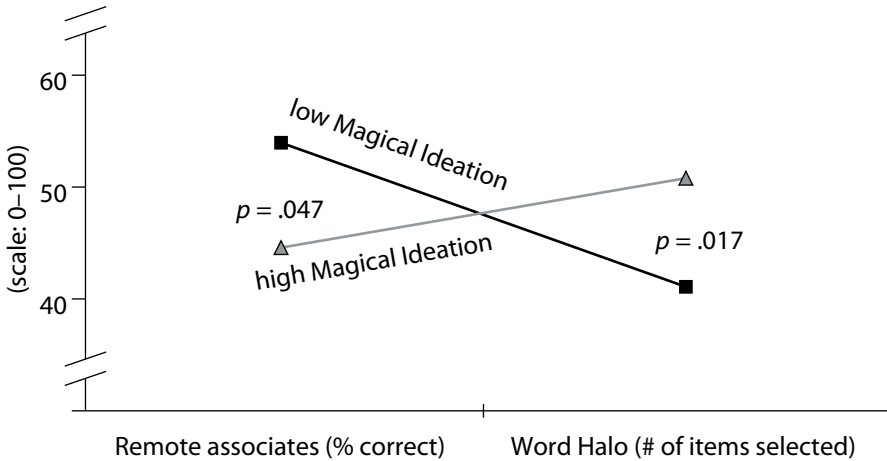 60
50
40
(scale: 0–100)
low Magical Ideation
p = .047
high Magical Ideation
p = .017
Remote associates (% correct)
Word Halo (# of items selected)